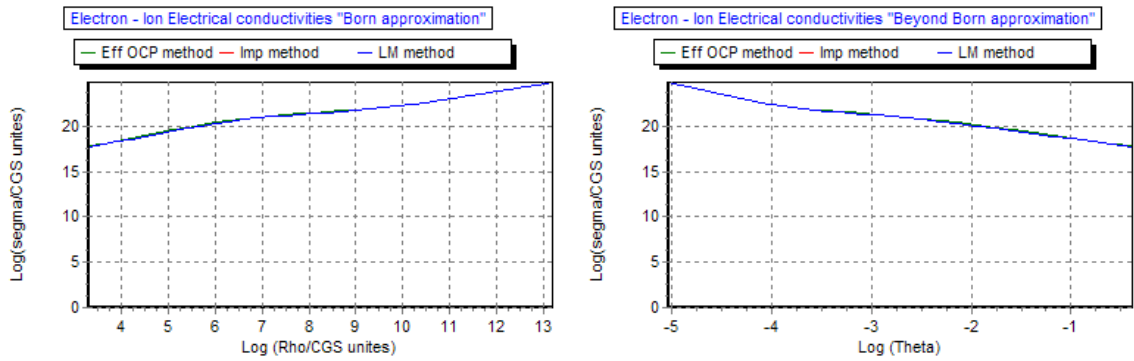 Electron - Ion Electrical conductivities "Born approximation"
Eff OCP method Imp method LM method
Log(segma/CGS unites)
20
15
10
5
0
4 5 6 7 8 9 10 11 12 13
Log (Rho/CGS unites)
Electron - Ion Electrical conductivities "Beyond Born approximation"
Eff OCP method Imp method LM method
Log(segma/CGS unites)
20
15
10
5
0
-5 -4 -3 -2 -1
Log (Theta)